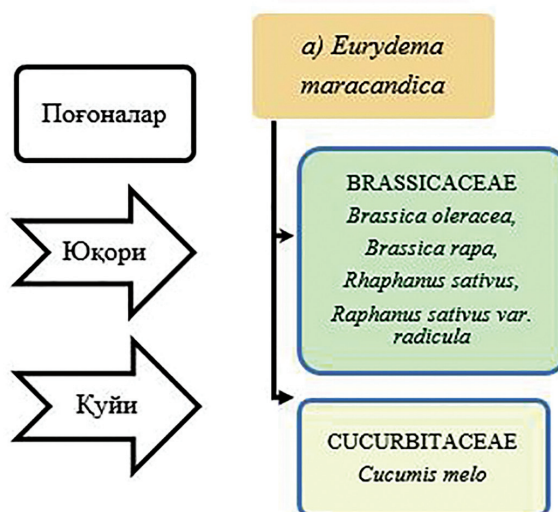 а) Eurydema
maracandica
Поғоналар
Юқори
Қуйи
BRASSICACEAE
Brassica oleracea,
Brassica rapa,
Rhaphanus sativus,
Raphanus sativus var.
radicula
CUCURBITACEAE
Cucumis melo